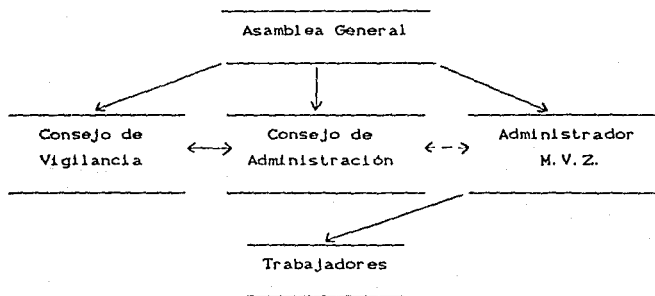 Asamblea General
Consejo de Vigilancia
Consejo de Administración
Administrador M. V. Z.
Trabajadores